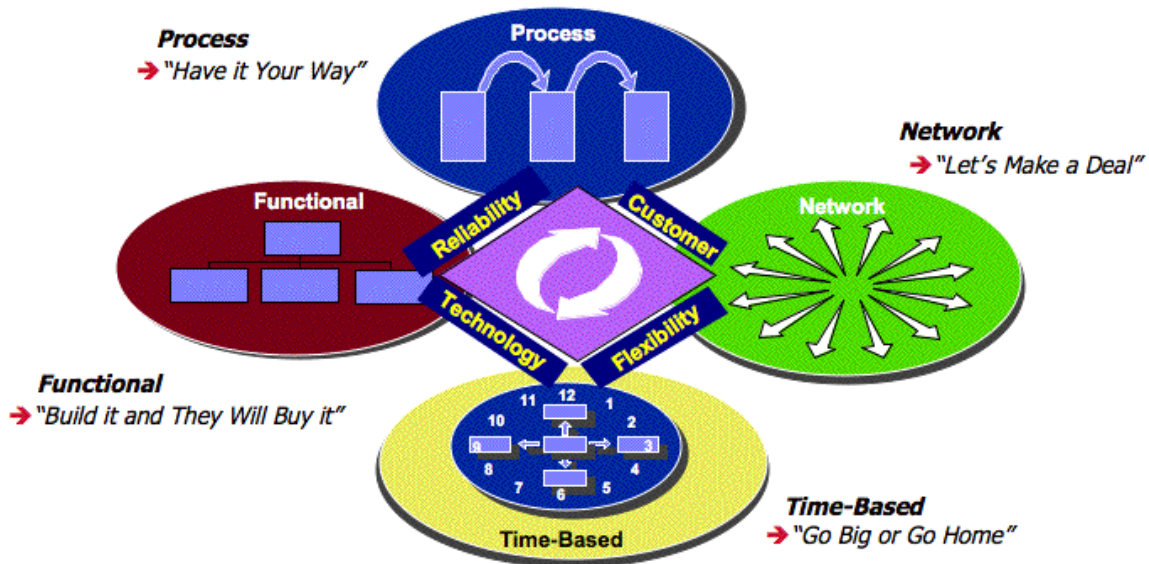 Process
➔ “Have it Your Way”
Process
Network
➔ “Let’s Make a Deal”
Functional
Reliability
Customer
Network
Technology
Flexibility
Functional
➔ “Build it and They Will Buy it”
12
11
1
10
2
9
3
8
4
7
5
6
Time-Based
Time-Based
➔ “Go Big or Go Home”